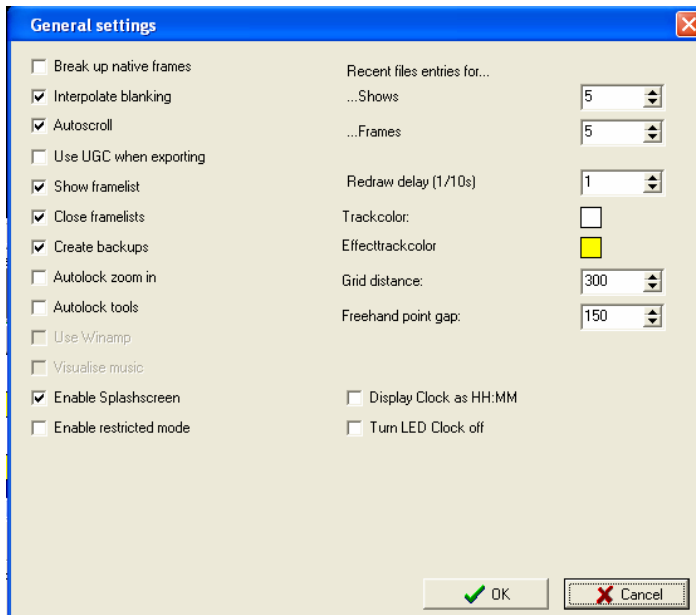 General settings
Break up native frames
Interpolate blanking
Autoscroll
Use UGC when exporting
Show framelist
Close framelists
Create backups
Autolock zoom in
Autolock tools
Use Winamp
Visualise music
Enable Splashscreen
Enable restricted mode
Recent files entries for...
...Shows 5
...Frames 5
Redraw delay (1/10s) 1
Trackcolor:
Effecttrackcolor
Grid distance: 300
Freehand point gap: 150
Display Clock as HH:MM
Turn LED Clock off
OK Cancel